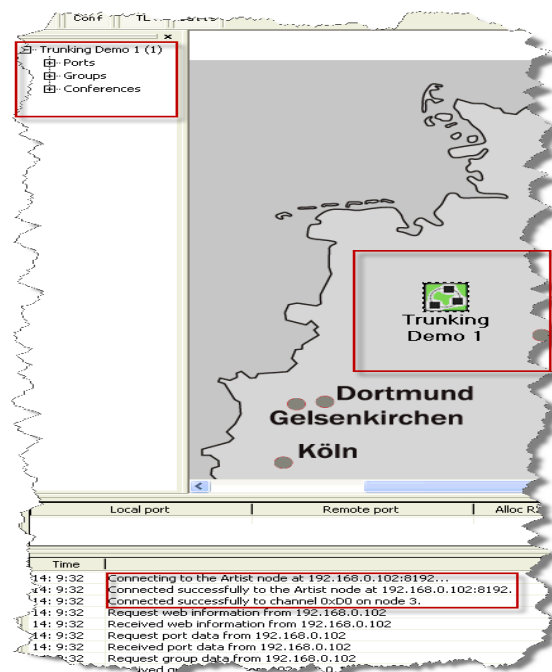 Conf TL
Trunking Demo 1 (1)
Ports
Groups
Conferences
Trunking
Demo 1
Dortmund
Gelsenkirchen
Köln
Local port Remote port Alloc
Time
14: 9:32 Connecting to the Artist node at 192.168.0.102:8192...
14: 9:32 Connected successfully to the Artist node at 192.168.0.102:8192.
14: 9:32 Connected successfully to channel 0xD0 on node 3.
14: 9:32 Request web information from 192.168.0.102
14: 9:32 Received web information from 192.168.0.102
14: 9:32 Request port data from 192.168.0.102
14: 9:32 Received port data from 192.168.0.102
14: 9:32 Request group data from 192.168.0.102